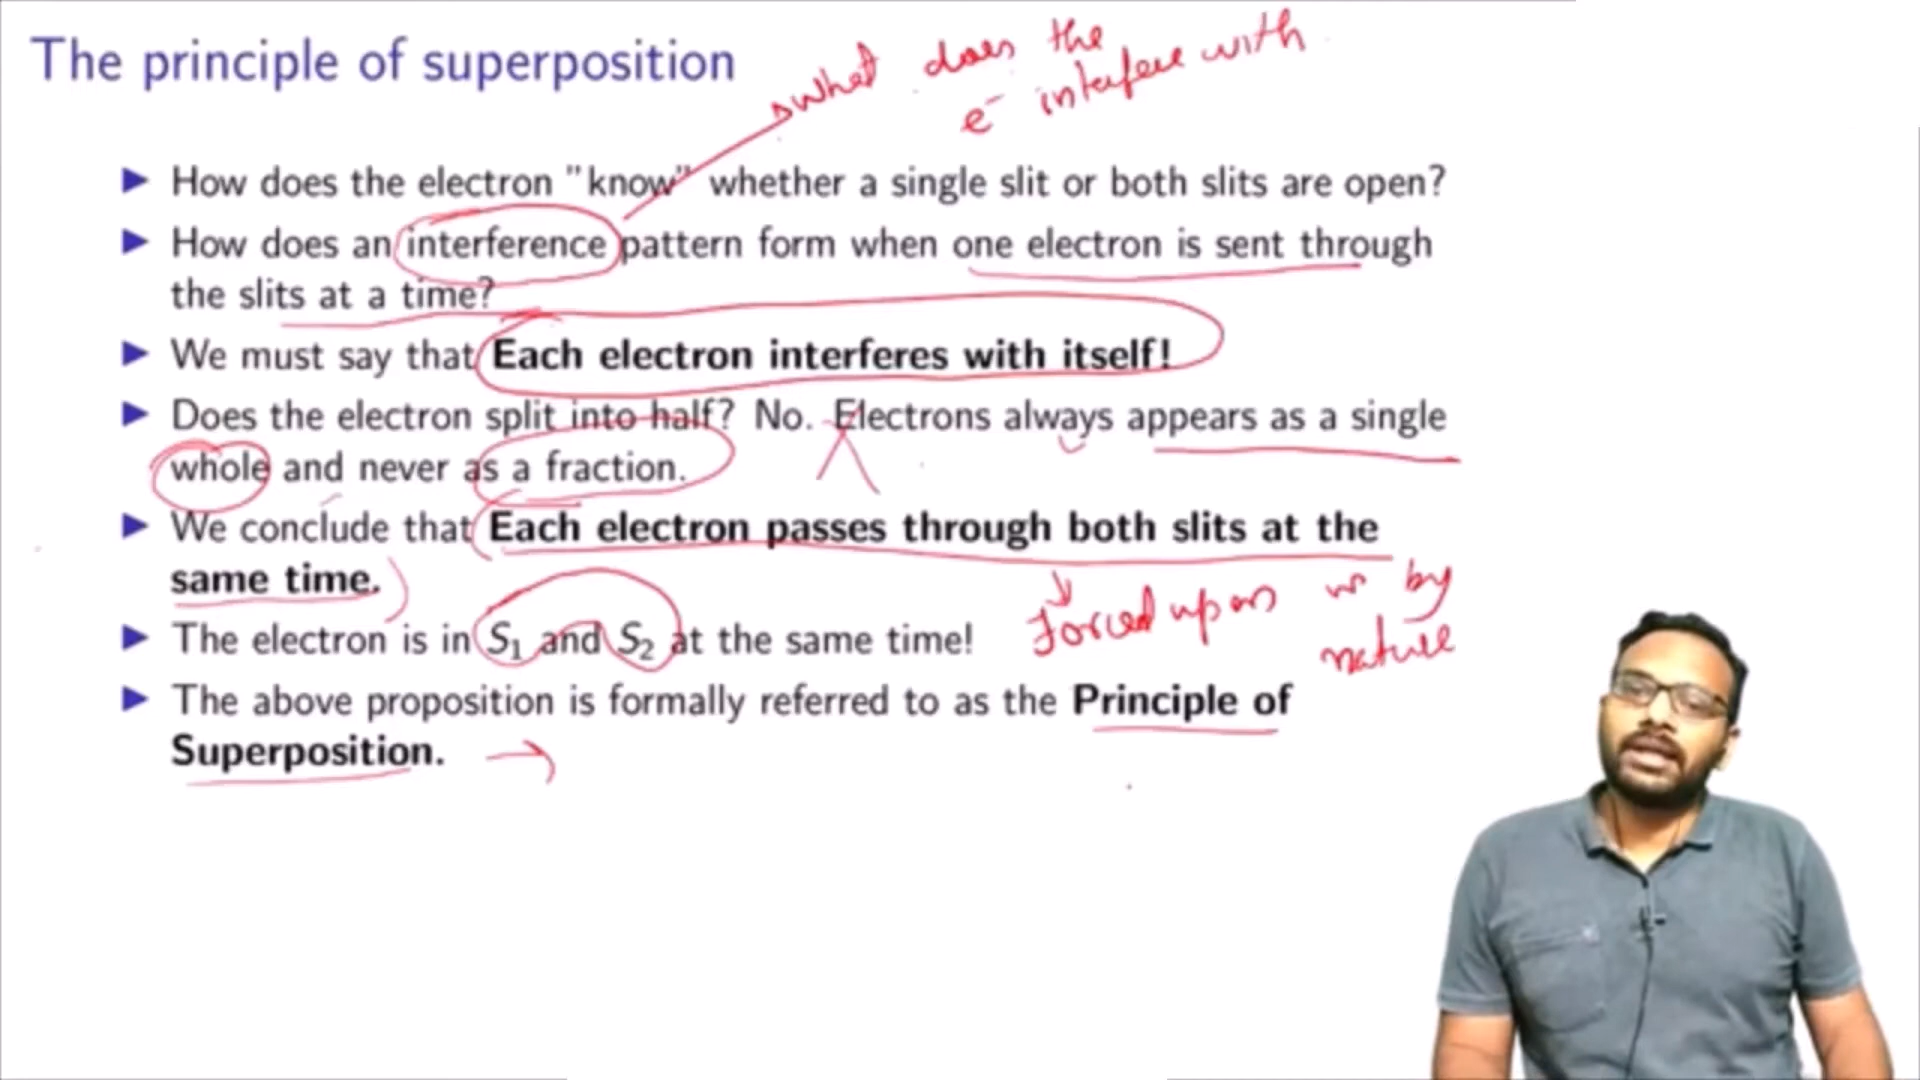 The principle of superposition
what does the
e⁻ interfere with
▶ How does the electron "know" whether a single slit or both slits are open?
▶ How does an interference pattern form when one electron is sent through
the slits at a time?
▶ We must say that Each electron interferes with itself!
▶ Does the electron split into half? No. Electrons always appears as a single
whole and never as a fraction.
▶ We conclude that Each electron passes through both slits at the
same time.
forced upon us by
nature
▶ The electron is in S₁ and S₂ at the same time!
▶ The above proposition is formally referred to as the Principle of
Superposition.